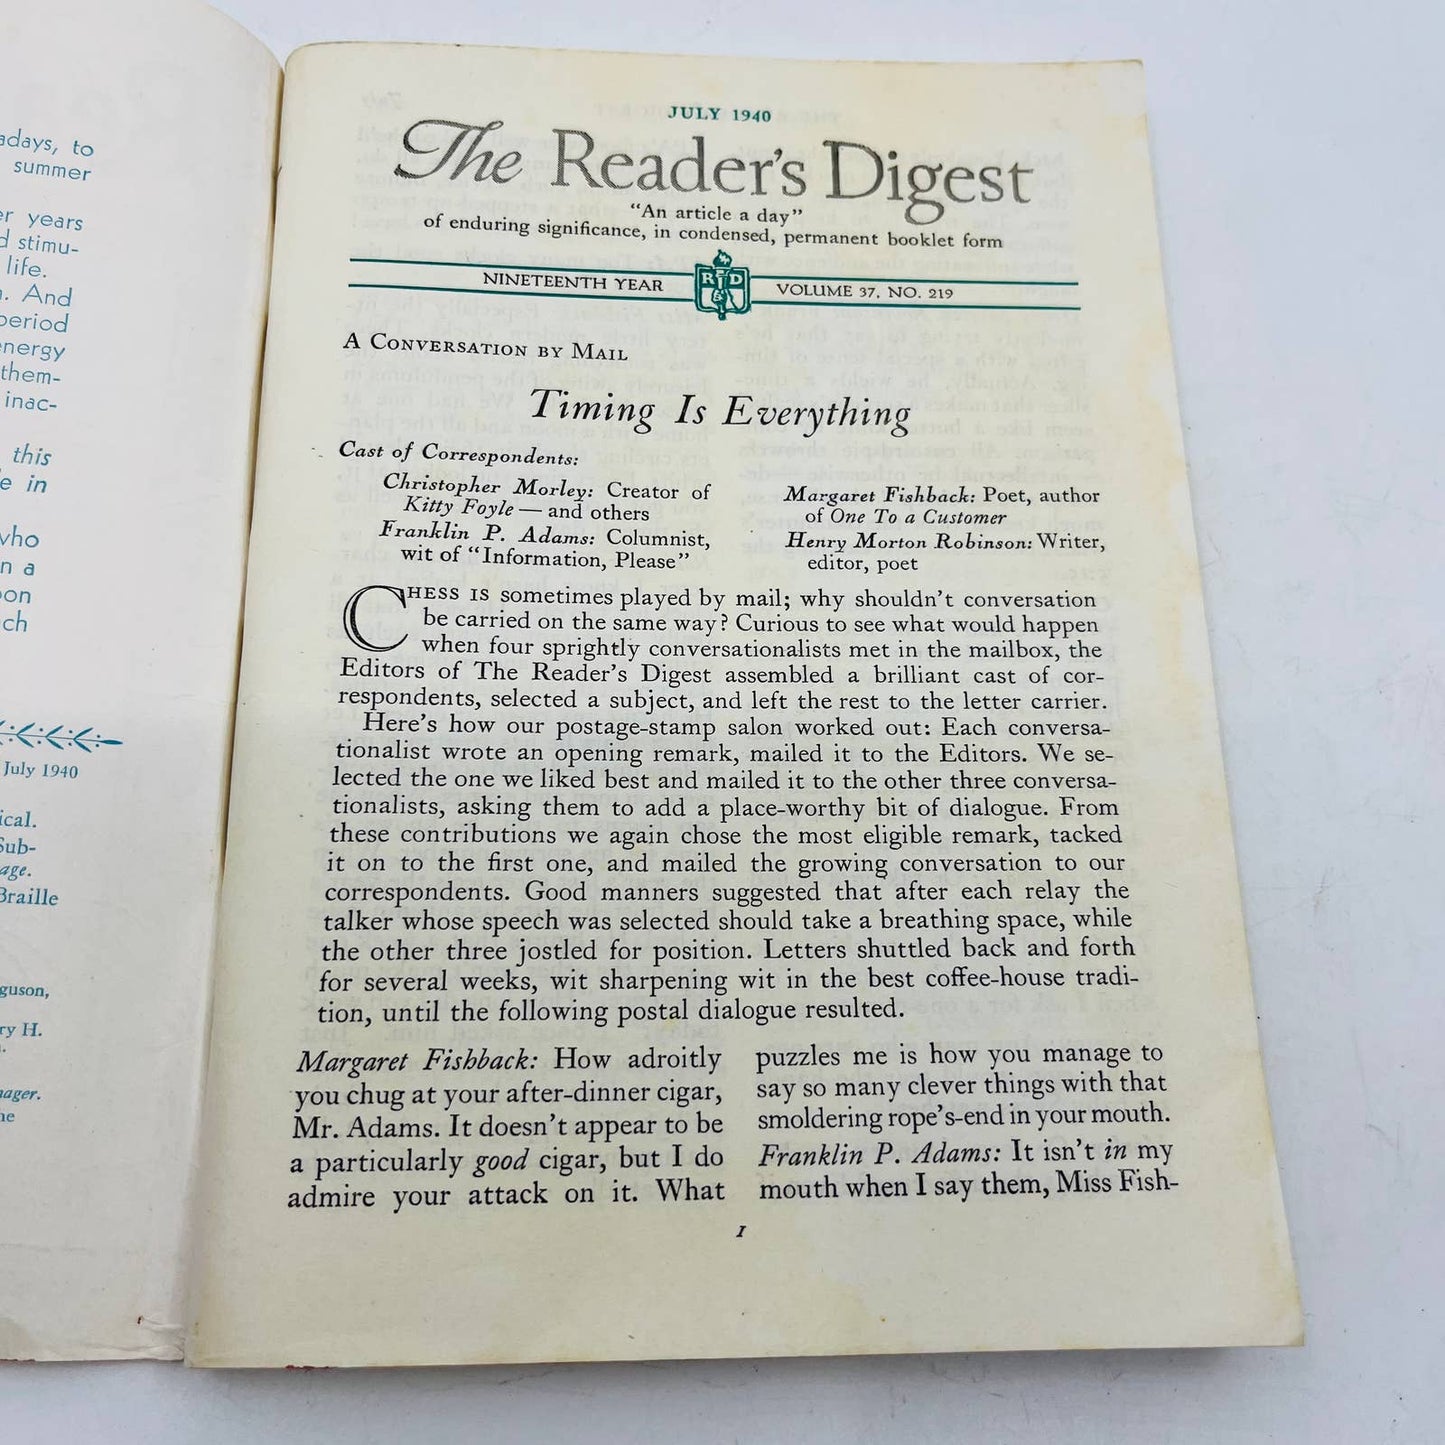 adays, to
summer
er years
d stimu-
life.
And
period
energy
them-
inac-
this
e in
who
n a
ch
July 1940
ical.
Sub-
age.
Braille
guson,
ry H.
ager.
JULY 1940
The Reader's Digest
"An article a day"
of enduring significance, in condensed, permanent booklet form
NINETEENTH YEAR
R D
VOLUME 37, NO. 219
A CONVERSATION BY MAIL
Timing Is Everything
Cast of Correspondents:
Christopher Morley: Creator of
Kitty Foyle — and others
Franklin P. Adams: Columnist,
wit of "Information, Please"
Margaret Fishback: Poet, author
of One To a Customer
Henry Morton Robinson: Writer,
editor, poet
CHESS IS sometimes played by mail; why shouldn't conversation
be carried on the same way? Curious to see what would happen
when four sprightly conversationalists met in the mailbox, the
Editors of The Reader's Digest assembled a brilliant cast of cor-
respondents, selected a subject, and left the rest to the letter carrier.
Here's how our postage-stamp salon worked out: Each conversa-
tionalist wrote an opening remark, mailed it to the Editors. We se-
lected the one we liked best and mailed it to the other three conversa-
tionalists, asking them to add a place-worthy bit of dialogue. From
these contributions we again chose the most eligible remark, tacked
it on to the first one, and mailed the growing conversation to our
correspondents. Good manners suggested that after each relay the
talker whose speech was selected should take a breathing space, while
the other three jostled for position. Letters shuttled back and forth
for several weeks, wit sharpening wit in the best coffee-house tradi-
tion, until the following postal dialogue resulted.
Margaret Fishback: How adroitly
you chug at your after-dinner cigar,
Mr. Adams. It doesn't appear to be
a particularly good cigar, but I do
admire your attack on it. What
puzzles me is how you manage to
say so many clever things with that
smoldering rope's-end in your mouth.
Franklin P. Adams: It isn't in my
mouth when I say them, Miss Fish-
1